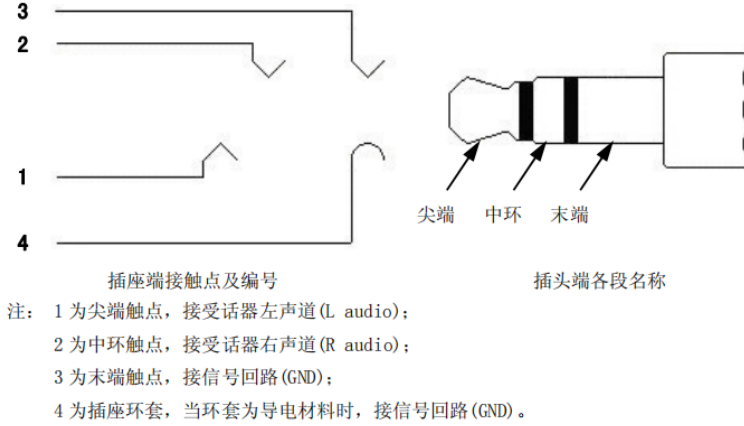 3
2
1
4
尖端 中环 末端
插座端接触点及编号 插头端各段名称
注： 1 为尖端触点，接受话器左声道(L audio)；
2 为中环触点，接受话器右声道(R audio)；
3 为末端触点，接信号回路(GND)；
4 为插座环套，当环套为导电材料时，接信号回路(GND)。